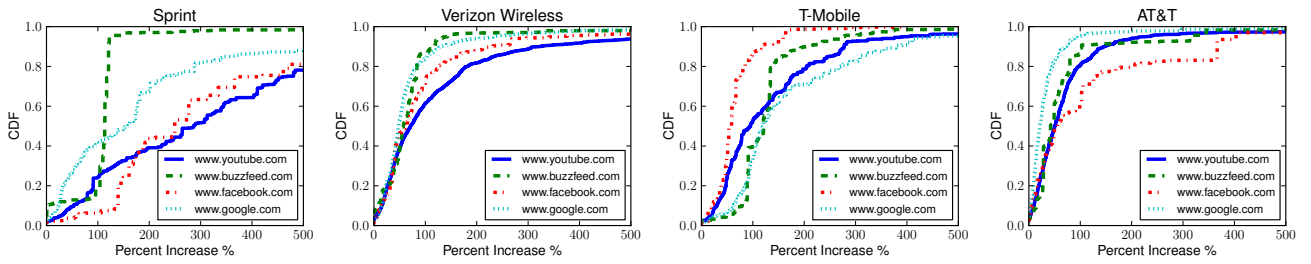 Sprint
1.0
0.8
0.6
0.4
0.2
0.0
CDF
0 100 200 300 400 500
Percent Increase %
www.youtube.com
www.buzzfeed.com
www.facebook.com
www.google.com
Verizon Wireless
1.0
0.8
0.6
0.4
0.2
0.0
CDF
0 100 200 300 400 500
Percent Increase %
www.youtube.com
www.buzzfeed.com
www.facebook.com
www.google.com
T-Mobile
1.0
0.8
0.6
0.4
0.2
0.0
CDF
0 100 200 300 400 500
Percent Increase %
www.youtube.com
www.buzzfeed.com
www.facebook.com
www.google.com
AT&T
1.0
0.8
0.6
0.4
0.2
0.0
CDF
0 100 200 300 400 500
Percent Increase %
www.youtube.com
www.buzzfeed.com
www.facebook.com
www.google.com